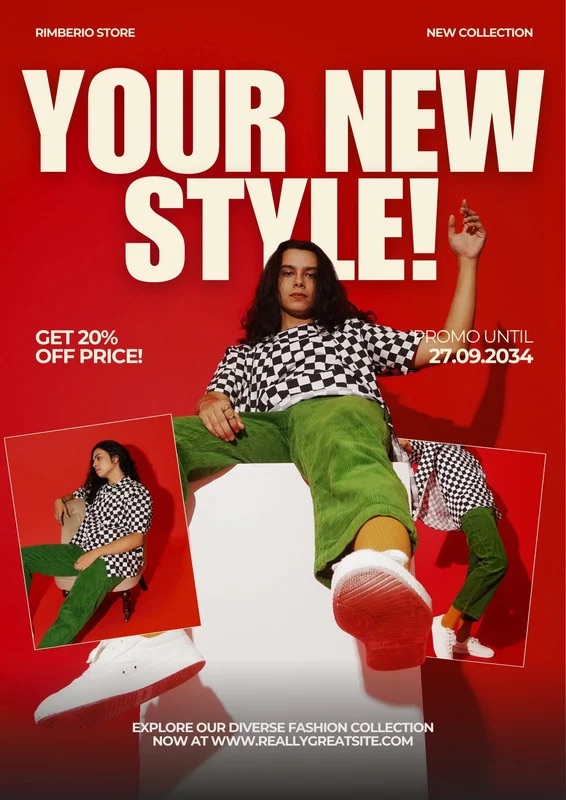 RIMBERIO STORE
NEW COLLECTION
YOUR NEW
STYLE!
GET 20%
OFF PRICE!
PROMO UNTIL
27.09.2034
EXPLORE OUR DIVERSE FASHION COLLECTION
NOW AT WWW.REALLYGREATSITE.COM